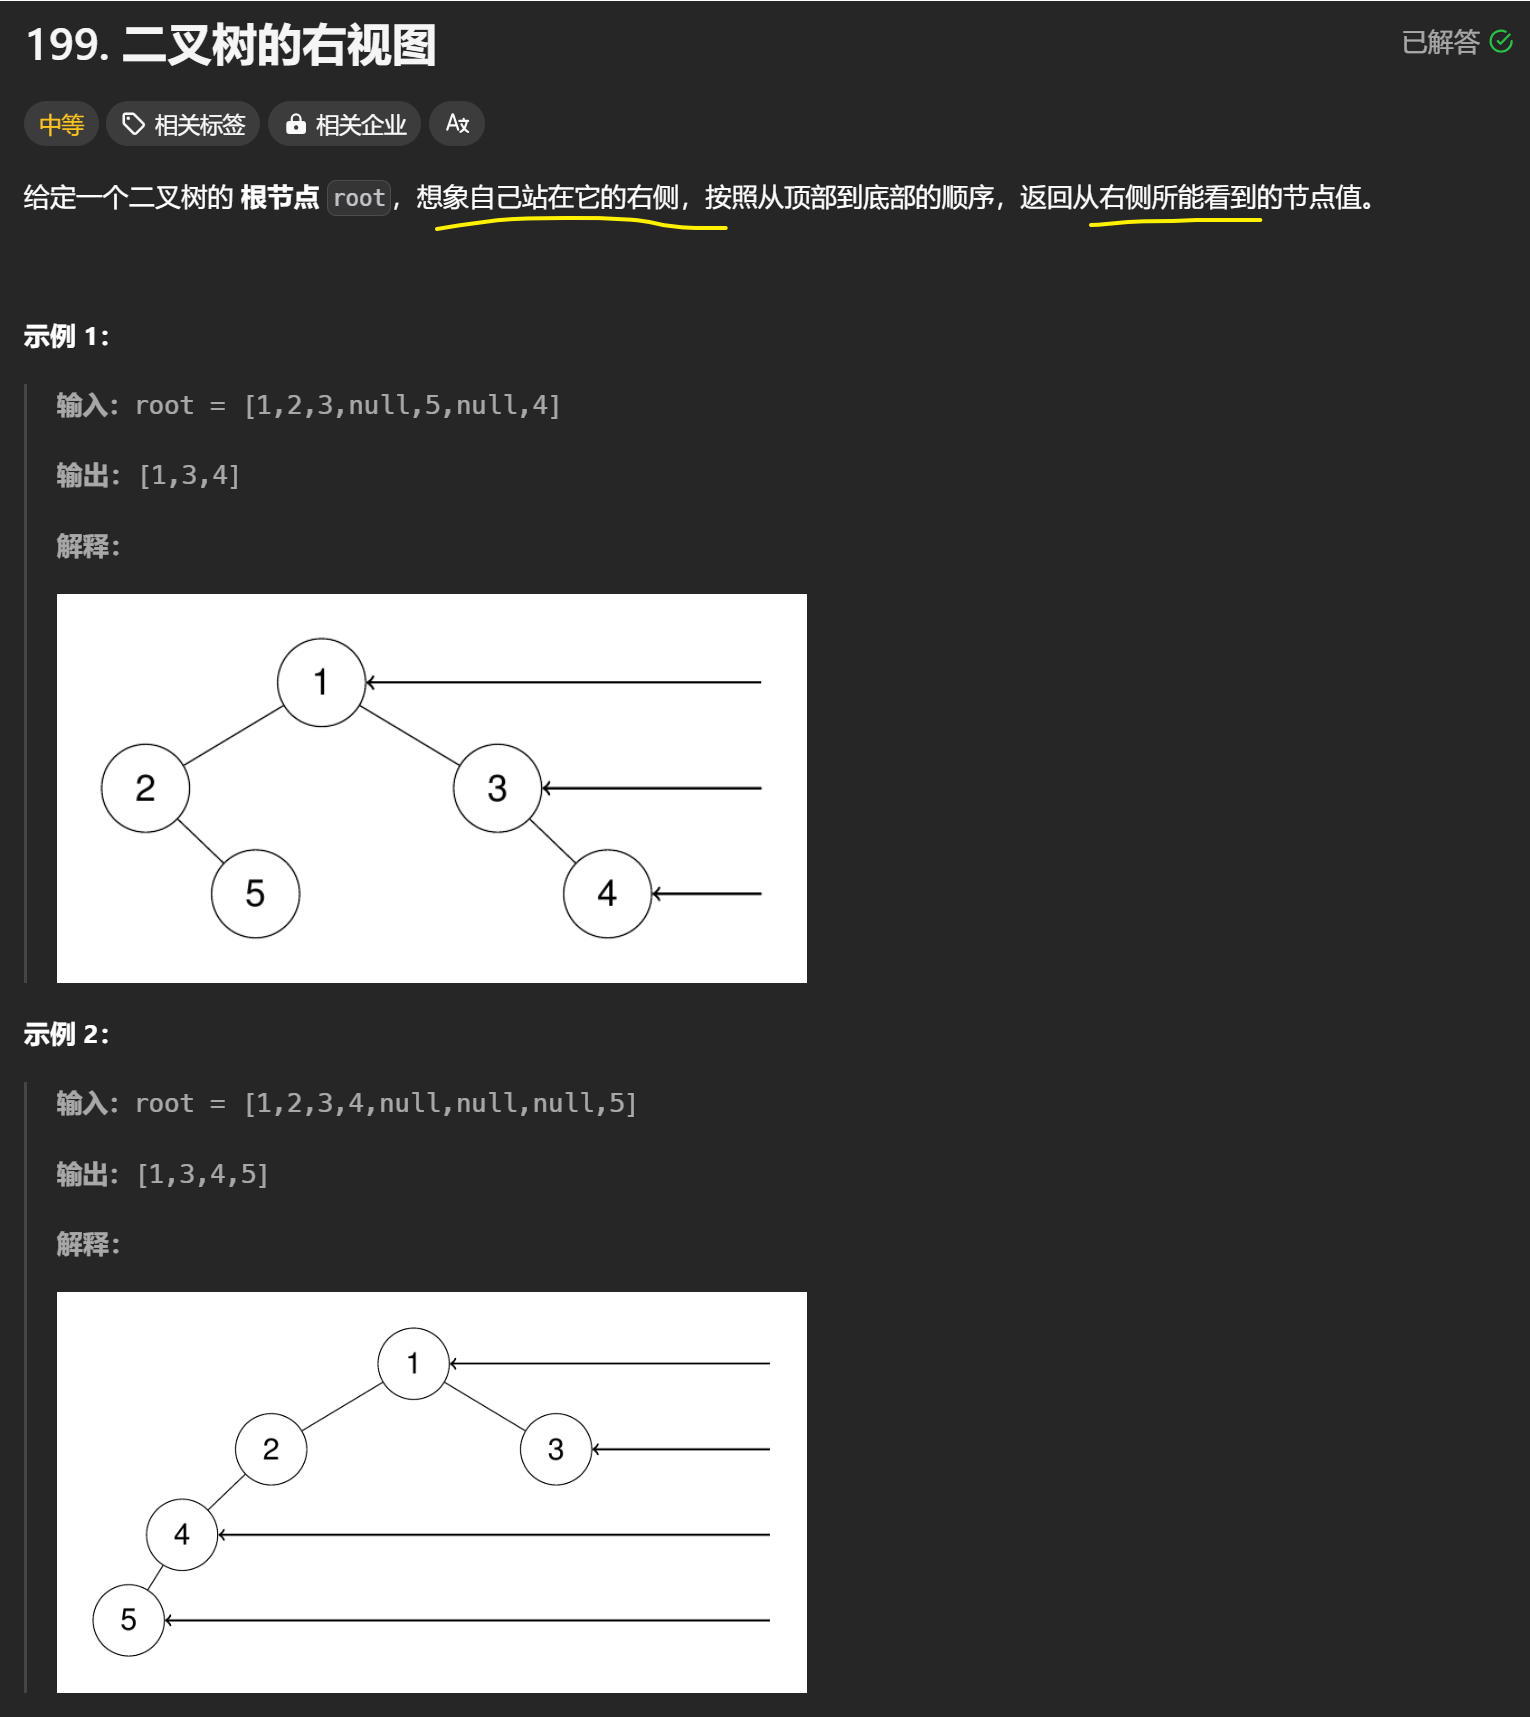 199. 二叉树的右视图
已解答
中等 相关标签 相关企业 A文
给定一个二叉树的 根节点 root，想象自己站在它的右侧，按照从顶部到底部的顺序，返回从右侧所能看到的节点值。
示例 1：
输入：root = [1,2,3,null,5,null,4]
输出：[1,3,4]
解释：
1
2 3
5 4
示例 2：
输入：root = [1,2,3,4,null,null,null,5]
输出：[1,3,4,5]
解释：
1
2 3
4
5